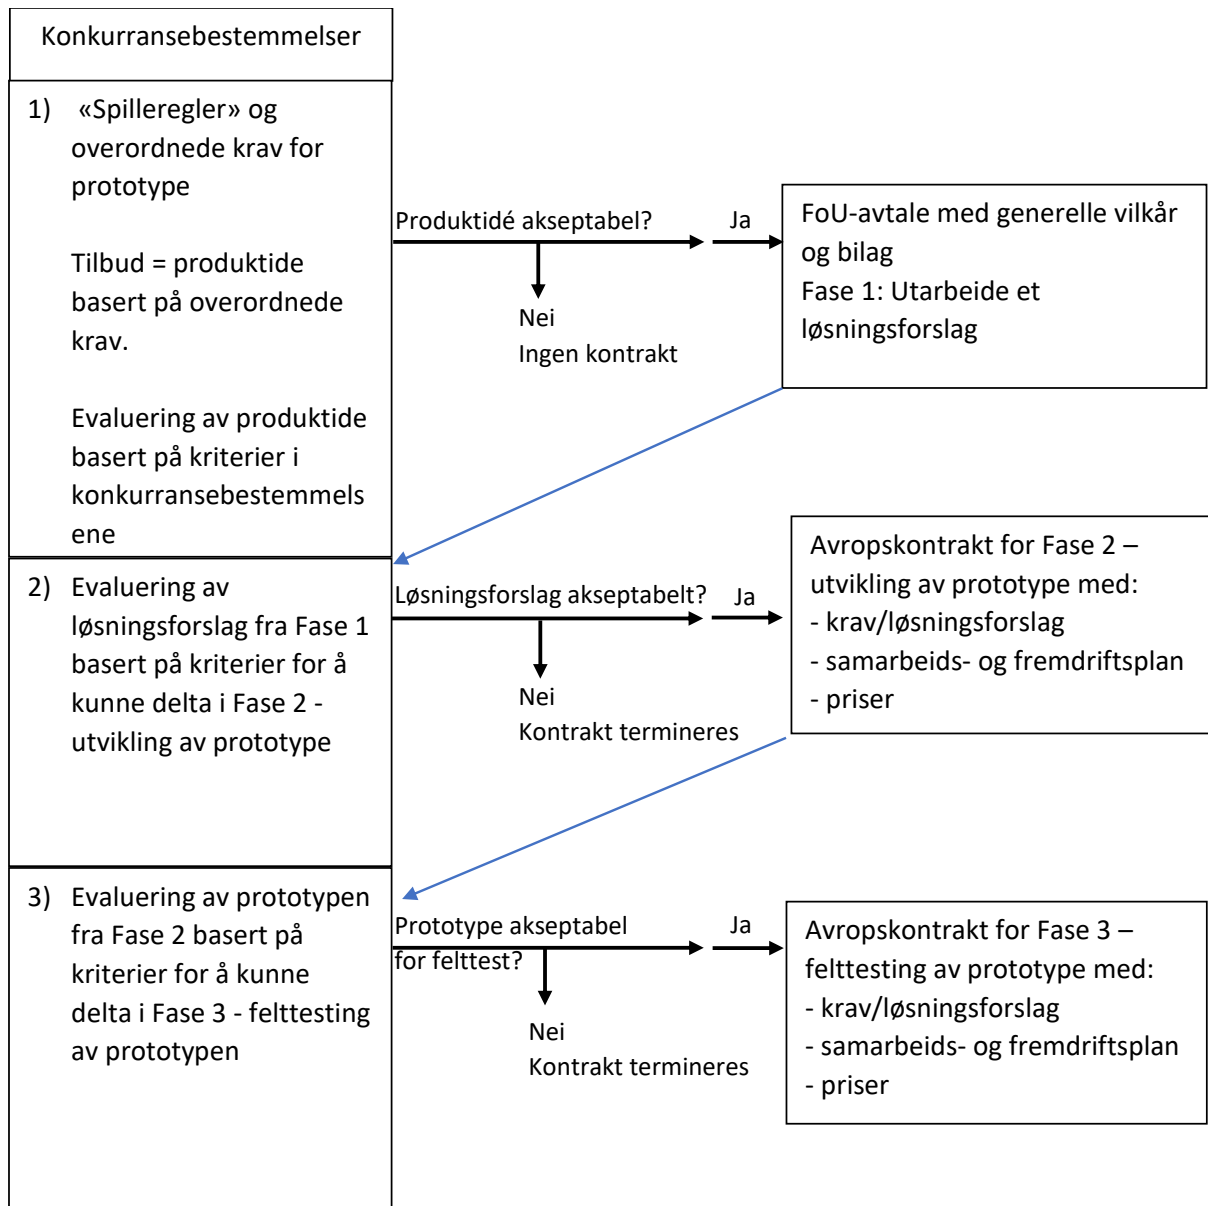 Konkurransebestemmelser
1) «Spilleregler» og
overordnede krav for
prototype
Tilbud = produktide
basert på overordnede
krav.
Evaluering av produktide
basert på kriterier i
konkurransebestemmels
ene
Produktidé akseptabel?
Ja
Nei
Ingen kontrakt
FoU-avtale med generelle vilkår
og bilag
Fase 1: Utarbeide et
løsningsforslag
2) Evaluering av
løsningsforslag fra Fase 1
basert på kriterier for å
kunne delta i Fase 2 -
utvikling av prototype
Løsningsforslag akseptabelt?
Ja
Nei
Kontrakt termineres
Avropskontrakt for Fase 2 –
utvikling av prototype med:
- krav/løsningsforslag
- samarbeids- og fremdriftsplan
- priser
3) Evaluering av prototypen
fra Fase 2 basert på
kriterier for å kunne
delta i Fase 3 - felttesting
av prototypen
Prototype akseptabel
for felttest?
Ja
Nei
Kontrakt termineres
Avropskontrakt for Fase 3 –
felttesting av prototype med:
- krav/løsningsforslag
- samarbeids- og fremdriftsplan
- priser